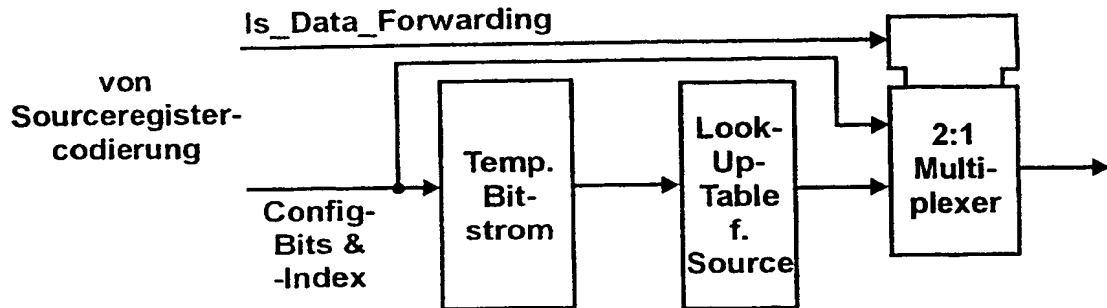 Is_Data_Forwarding
von
Sourceregister-
codierung
Config-
Bits &
-Index
Temp.
Bit-
strom
Look-
Up-
Table
f.
Source
2:1
Multi-
plexer